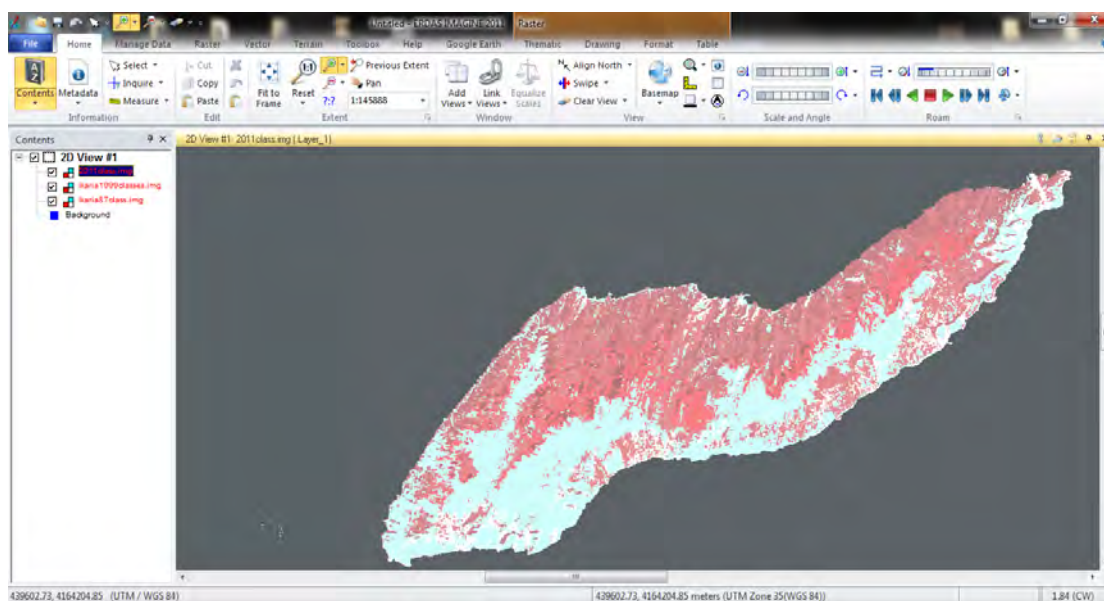 Untitled - ERDAS IMAGINE 2011 Raster
File Home Manage Data Raster Vector Terrain Toolbox Help Google Earth Thematic Drawing Format Table
Contents
Metadata
Select
Inquire
Measure
Information
Cut
Copy
Paste
Edit
Fit to
Frame
1:1
Reset
?:?
Previous Extent
Pan
1:145888
Extent
Add
Views
Link
Views
Equalize
Scales
Window
Align North
Swipe
Clear View
Basemap
View
Scale and Angle
Roam
Contents
2D View #1: 2011class.img (Layer_1)
2D View #1
2011class.img
ikaria1999classes.img
ikaria87class.img
Background
439602.73, 4164204.85 (UTM / WGS 84)
439602.73, 4164204.85 meters (UTM Zone 35(WGS 84))
1.84 (CW)